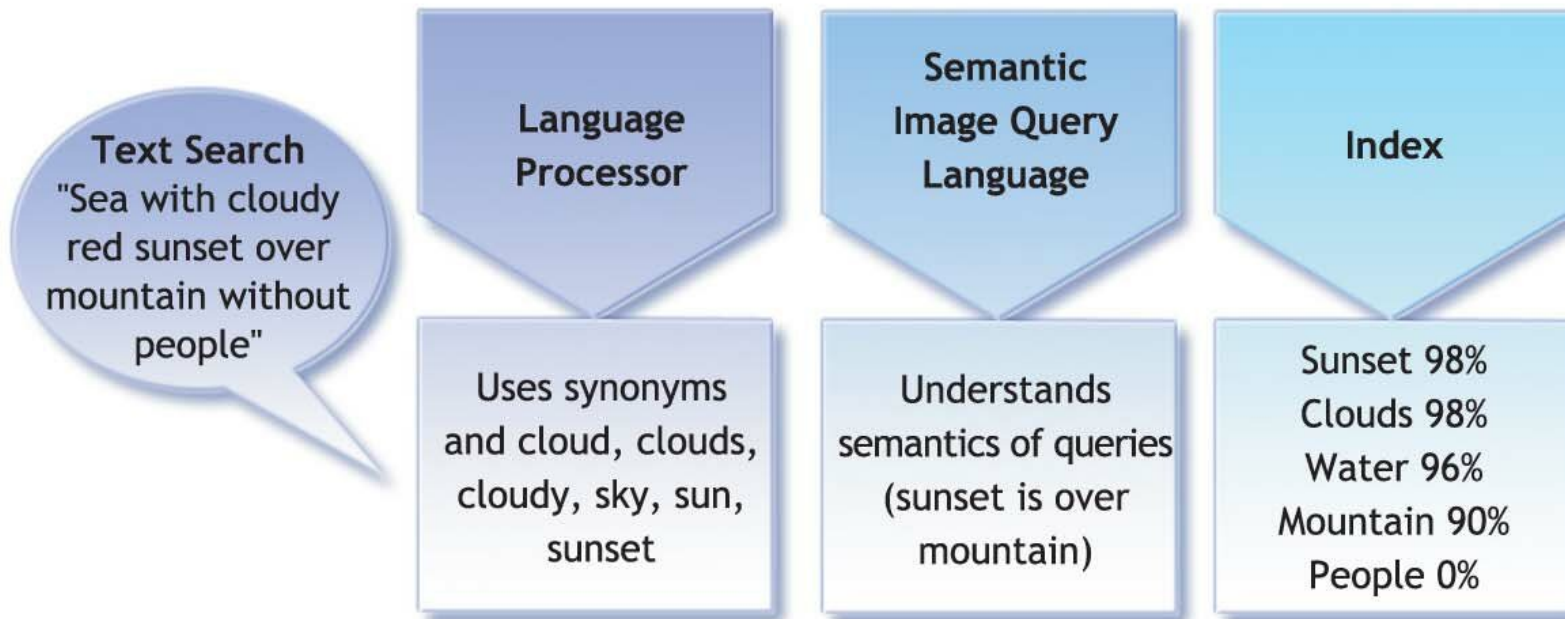 Text Search
"Sea with cloudy
red sunset over
mountain without
people"
Language
Processor
Uses synonyms
and cloud, clouds,
cloudy, sky, sun,
sunset
Semantic
Image Query
Language
Understands
semantics of queries
(sunset is over
mountain)
Index
Sunset 98%
Clouds 98%
Water 96%
Mountain 90%
People 0%